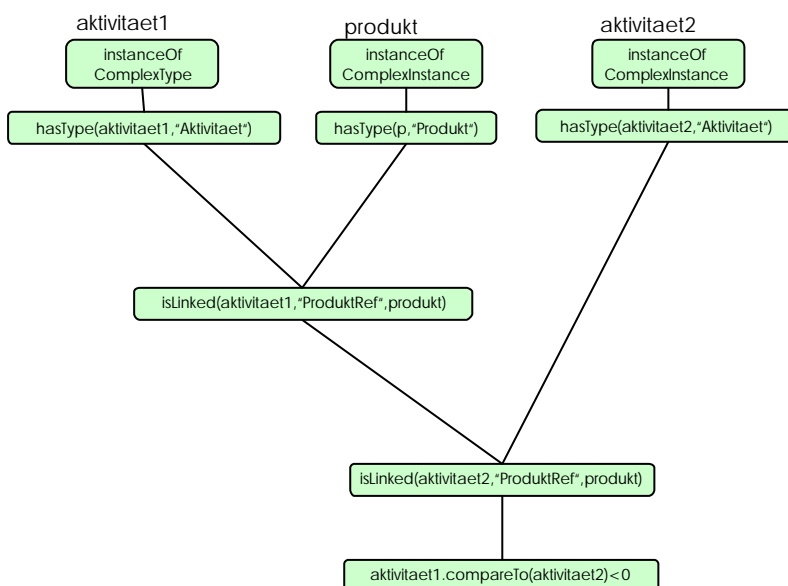 aktivitaet1
produkt
aktivitaet2
instanceOf
ComplexType
instanceOf
ComplexInstance
instanceOf
ComplexInstance
hasType(aktivitaet1,“Aktivitaet“)
hasType(p,“Produkt“)
hasType(aktivitaet2,“Aktivitaet“)
isLinked(aktivitaet1,“ProduktRef“,produkt)
isLinked(aktivitaet2,“ProduktRef“,produkt)
aktivitaet1.compareTo(aktivitaet2)<0